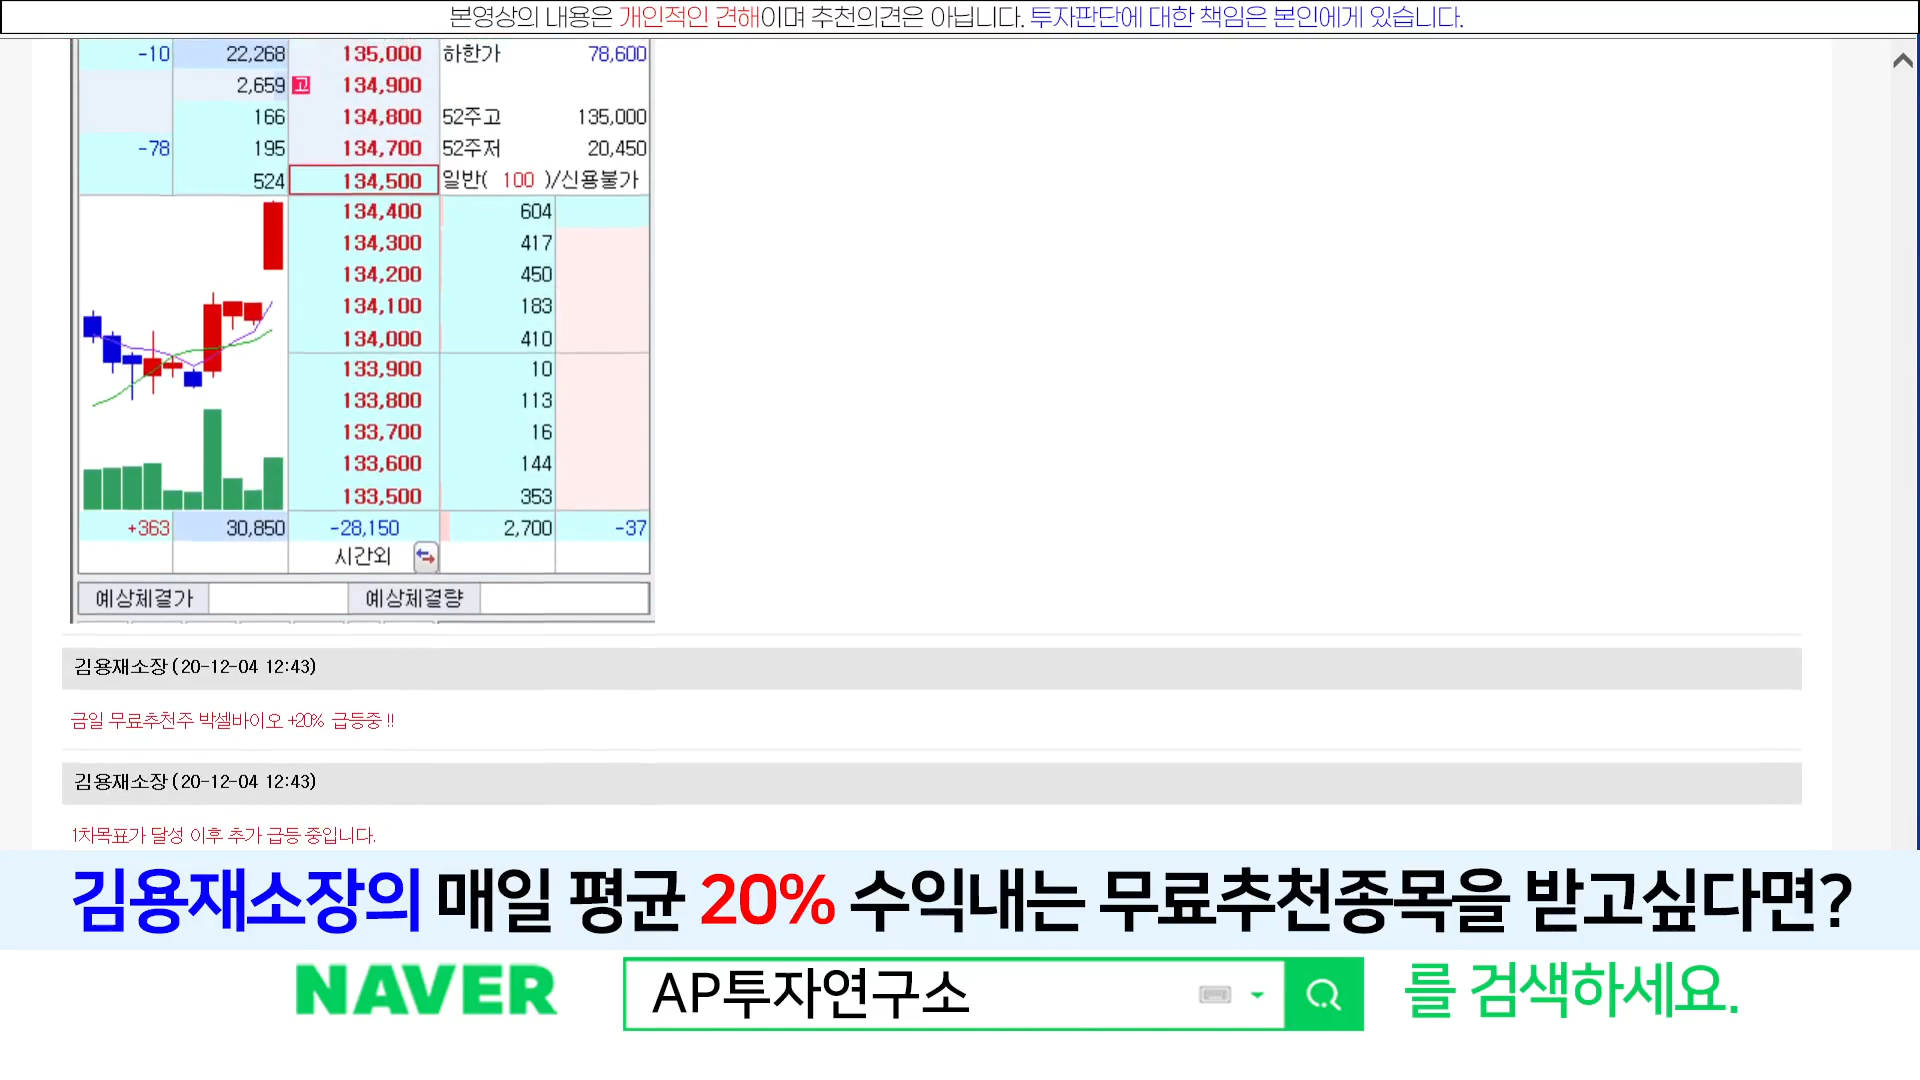 본영상의 내용은 개인적인 견해이며 추천의견은 아닙니다. 투자판단에 대한 책임은 본인에게 있습니다.
-10 22,268 135,000 하한가 78,600
2,659 고 134,900
166 134,800 52주고 135,000
-78 195 134,700 52주저 20,450
524 134,500 일반( 100 )/신용불가
134,400 604
134,300 417
134,200 450
134,100 183
134,000 410
133,900 10
133,800 113
133,700 16
133,600 144
133,500 353
+363 30,850 -28,150 2,700 -37
시간외
예상체결가 예상체결량
김용재소장 (20-12-04 12:43)
금일 무료추천주 박셀바이오 +20% 급등중 !!
김용재소장 (20-12-04 12:43)
1차목표가 달성 이후 추가 급등 중입니다.
김용재소장의 매일 평균 20% 수익내는 무료추천종목을 받고싶다면?
NAVER AP투자연구소 를 검색하세요.